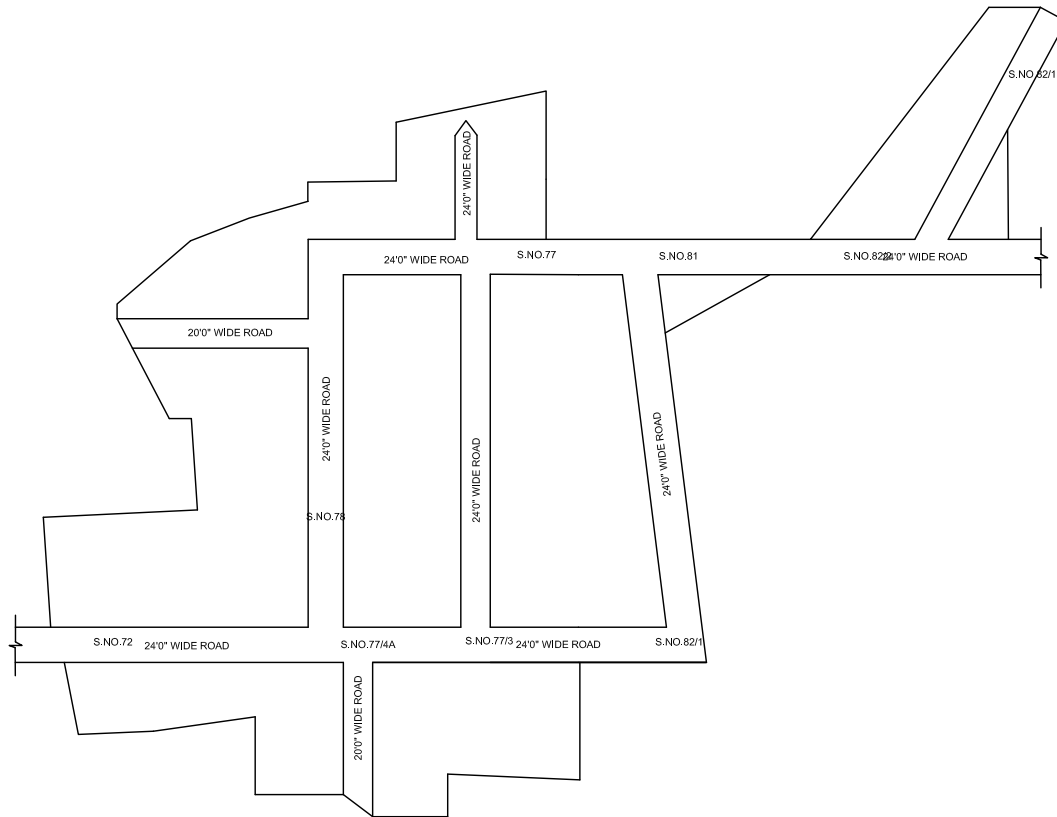 S.NO.82/1
24'0" WIDE ROAD
24'0" WIDE ROAD
S.NO.77
S.NO.81
S.NO.82/2
24'0" WIDE ROAD
20'0" WIDE ROAD
24'0" WIDE ROAD
24'0" WIDE ROAD
24'0" WIDE ROAD
S.NO.78
S.NO.72
24'0" WIDE ROAD
S.NO.77/4A
S.NO.77/3
24'0" WIDE ROAD
S.NO.82/1
20'0" WIDE ROAD